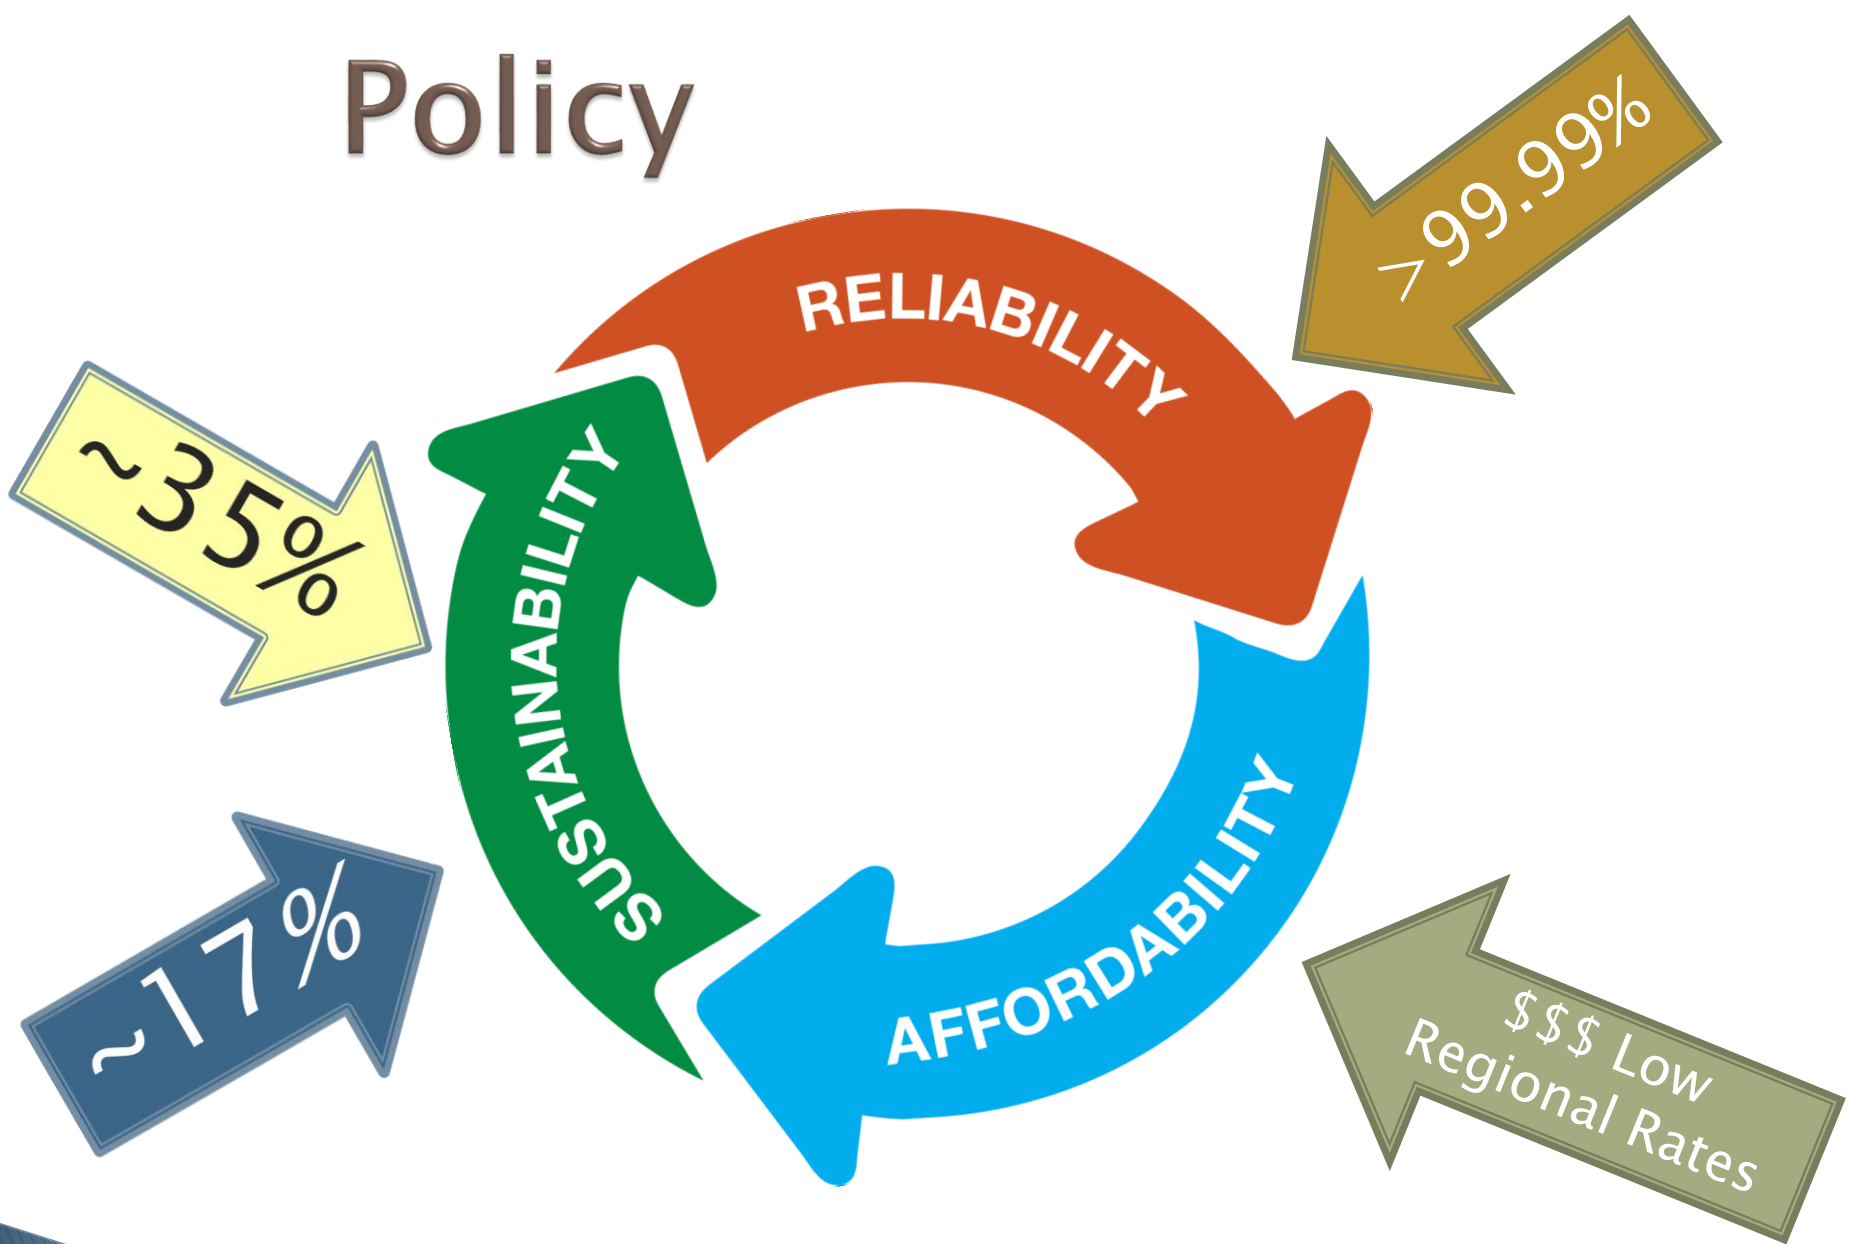 Policy
>99.99%
RELIABILITY
~35%
SUSTAINABILITY
AFFORDABILITY
~17%
$$$ Low
Regional Rates